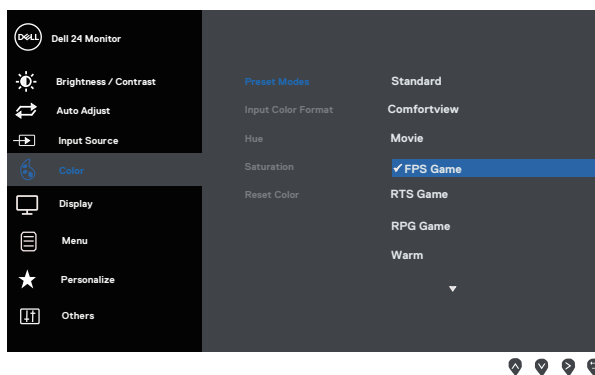 DELL Dell 24 Monitor
Brightness / Contrast
Auto Adjust
Input Source
Color
Display
Menu
Personalize
Others
Preset Modes
Input Color Format
Hue
Saturation
Reset Color
Standard
Comfortview
Movie
✓ FPS Game
RTS Game
RPG Game
Warm